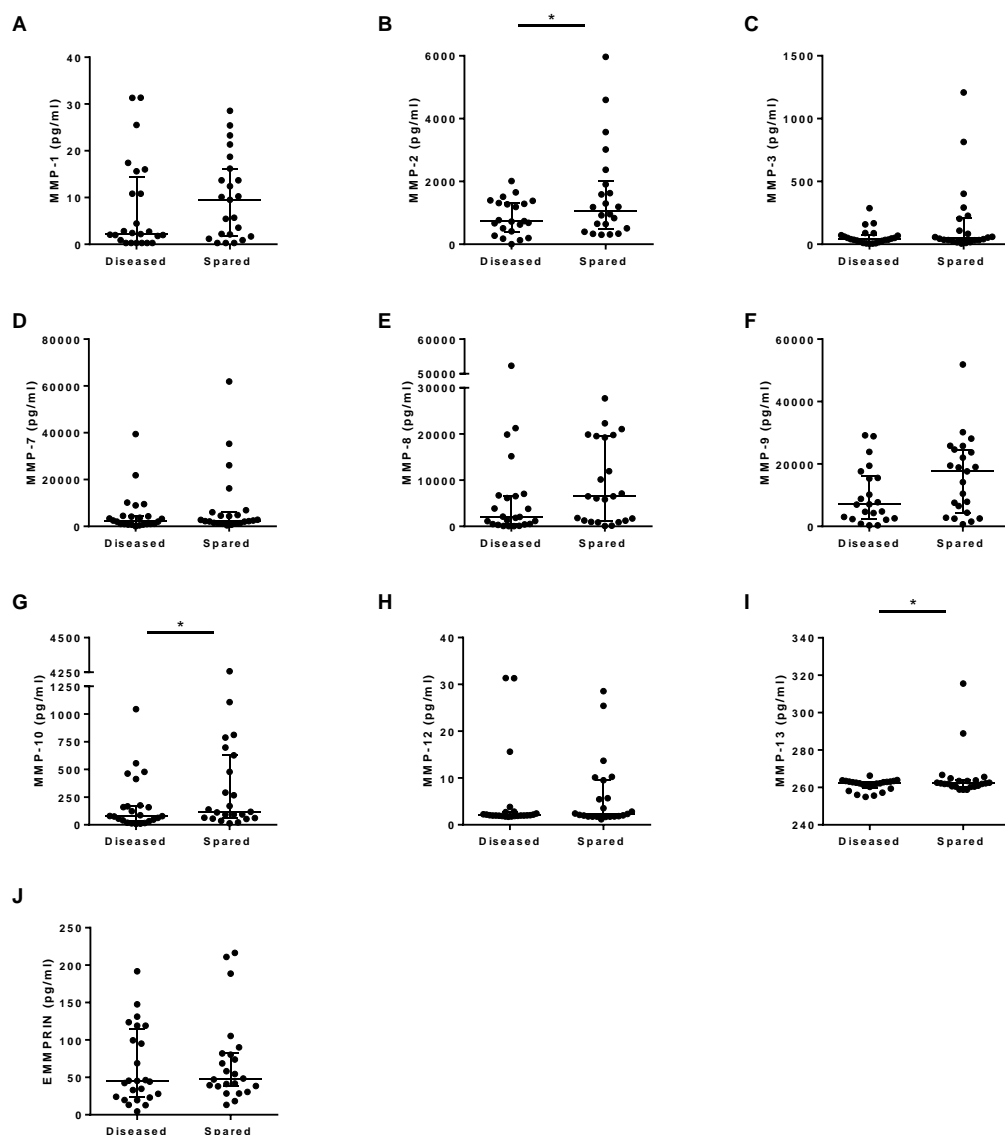 A
MMP-1 (pg/ml)
40
30
20
10
0
Diseased Spared
B
*
MMP-2 (pg/ml)
6000
4000
2000
0
Diseased Spared
C
MMP-3 (pg/ml)
1500
1000
500
0
Diseased Spared
D
MMP-7 (pg/ml)
80000
60000
40000
20000
0
Diseased Spared
E
MMP-8 (pg/ml)
60000
50000
30000
20000
10000
0
Diseased Spared
F
MMP-9 (pg/ml)
60000
40000
20000
0
Diseased Spared
G
*
MMP-10 (pg/ml)
4500
4250
1250
1000
750
500
250
0
Diseased Spared
H
MMP-12 (pg/ml)
40
30
20
10
0
Diseased Spared
I
*
MMP-13 (pg/ml)
340
320
300
280
260
240
Diseased Spared
J
EMMPRIN (pg/ml)
250
200
150
100
50
0
Diseased Spared